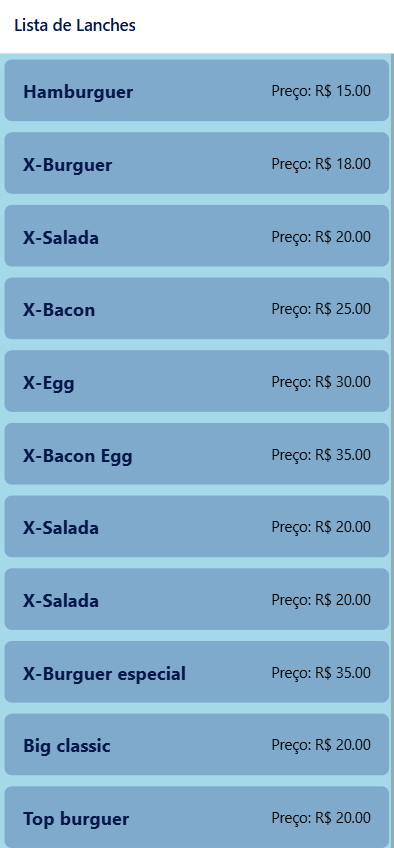 Lista de Lanches
Hamburguer Preço: R$ 15.00
X-Burguer Preço: R$ 18.00
X-Salada Preço: R$ 20.00
X-Bacon Preço: R$ 25.00
X-Egg Preço: R$ 30.00
X-Bacon Egg Preço: R$ 35.00
X-Salada Preço: R$ 20.00
X-Salada Preço: R$ 20.00
X-Burguer especial Preço: R$ 35.00
Big classic Preço: R$ 20.00
Top burguer Preço: R$ 20.00